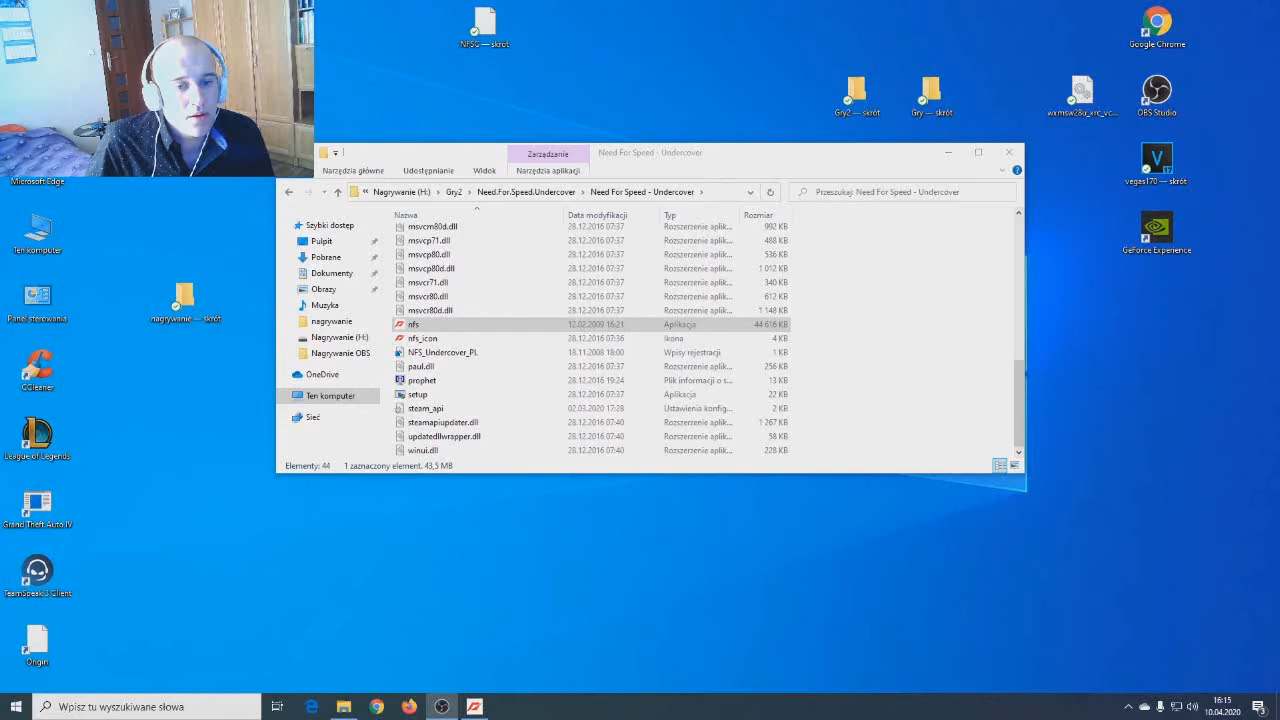 NFSC — skrót
Google Chrome
Gry2 — skrót
Gry — skrót
wxmsw28u_xrc_vc...
OBS Studio
Microsoft Edge
vegas170 — skrót
Ten komputer
GeForce Experience
Panel sterowania
nagrywanie — skrót
CCleaner
League of Legends
Grand Theft Auto IV
TeamSpeak 3 Client
Origin
Zarządzanie
Need For Speed - Undercover
Narzędzia główne
Udostępnianie
Widok
Narzędzia aplikacji
« Nagrywanie (H:) › Gry2 › Need.For.Speed.Undercover › Need For Speed - Undercover ›
Przeszukaj: Need For Speed - Undercover
Szybki dostęp
Pulpit
Pobrane
Dokumenty
Obrazy
Muzyka
nagrywanie
Nagrywanie (H:)
Nagrywanie OBS
OneDrive
Ten komputer
Sieć
Nazwa Data modyfikacji Typ Rozmiar
msvcm80d.dll 28.12.2016 07:37 Rozszerzenie aplik... 992 KB
msvcp71.dll 28.12.2016 07:37 Rozszerzenie aplik... 488 KB
msvcp80.dll 28.12.2016 07:37 Rozszerzenie aplik... 536 KB
msvcp80d.dll 28.12.2016 07:37 Rozszerzenie aplik... 1 012 KB
msvcr71.dll 28.12.2016 07:37 Rozszerzenie aplik... 340 KB
msvcr80.dll 28.12.2016 07:37 Rozszerzenie aplik... 612 KB
msvcr80d.dll 28.12.2016 07:37 Rozszerzenie aplik... 1 148 KB
nfs 12.02.2009 16:21 Aplikacja 44 616 KB
nfs_icon 28.12.2016 07:36 Ikona 4 KB
NFS_Undercover_PL 18.11.2008 18:00 Wpisy rejestracji 1 KB
paul.dll 28.12.2016 07:37 Rozszerzenie aplik... 256 KB
prophet 28.12.2016 19:24 Plik informacji o s... 13 KB
setup 28.12.2016 07:37 Aplikacja 22 KB
steam_api 02.03.2020 17:28 Ustawienia konfig... 2 KB
steamapiupdater.dll 28.12.2016 07:40 Rozszerzenie aplik... 1 267 KB
updatedllwrapper.dll 28.12.2016 07:40 Rozszerzenie aplik... 58 KB
winui.dll 28.12.2016 07:40 Rozszerzenie aplik... 228 KB
Elementy: 44 1 zaznaczony element. 43,5 MB
Wpisz tu wyszukiwane słowa
16:15
10.04.2020